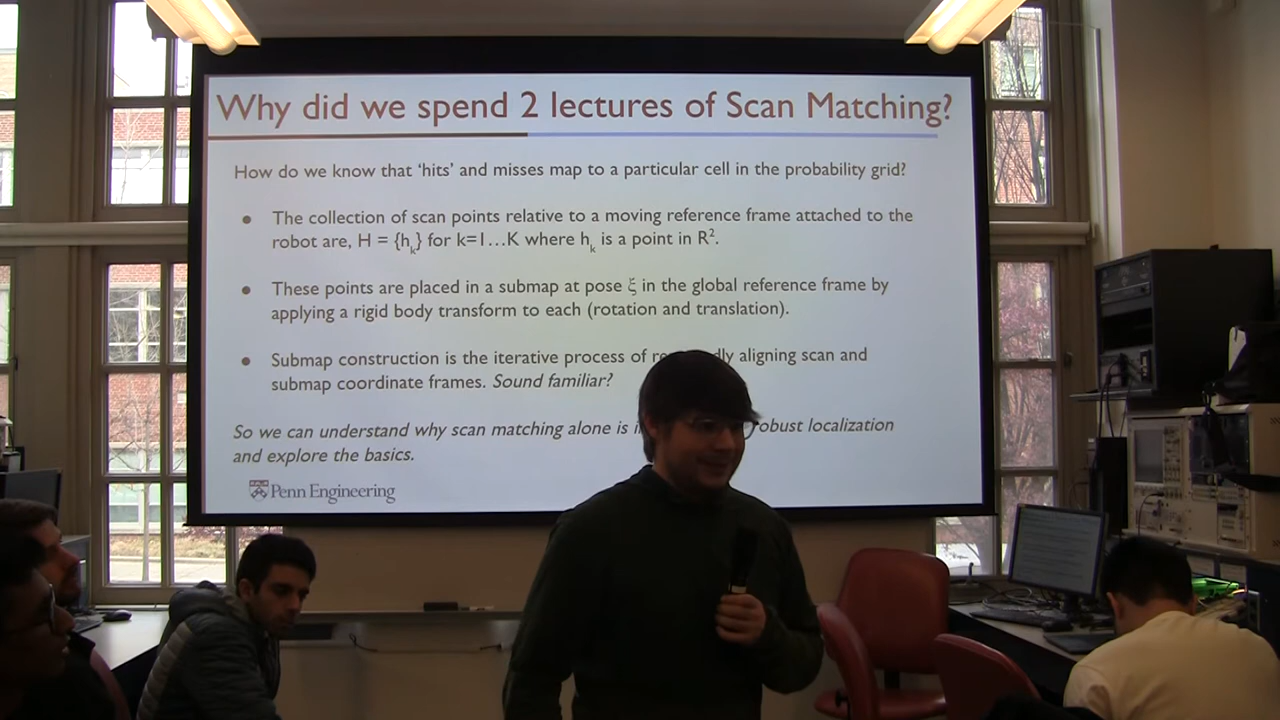 Why did we spend 2 lectures of Scan Matching?
How do we know that 'hits' and misses map to a particular cell in the probability grid?
● The collection of scan points relative to a moving reference frame attached to the
robot are, H = {hₖ} for k=1…K where hₖ is a point in R².
● These points are placed in a submap at pose ξ in the global reference frame by
applying a rigid body transform to each (rotation and translation).
● Submap construction is the iterative process of aligning scan and
submap coordinate frames. Sound familiar?
So we can understand why scan matching alone is localization
and explore the basics.
Penn Engineering